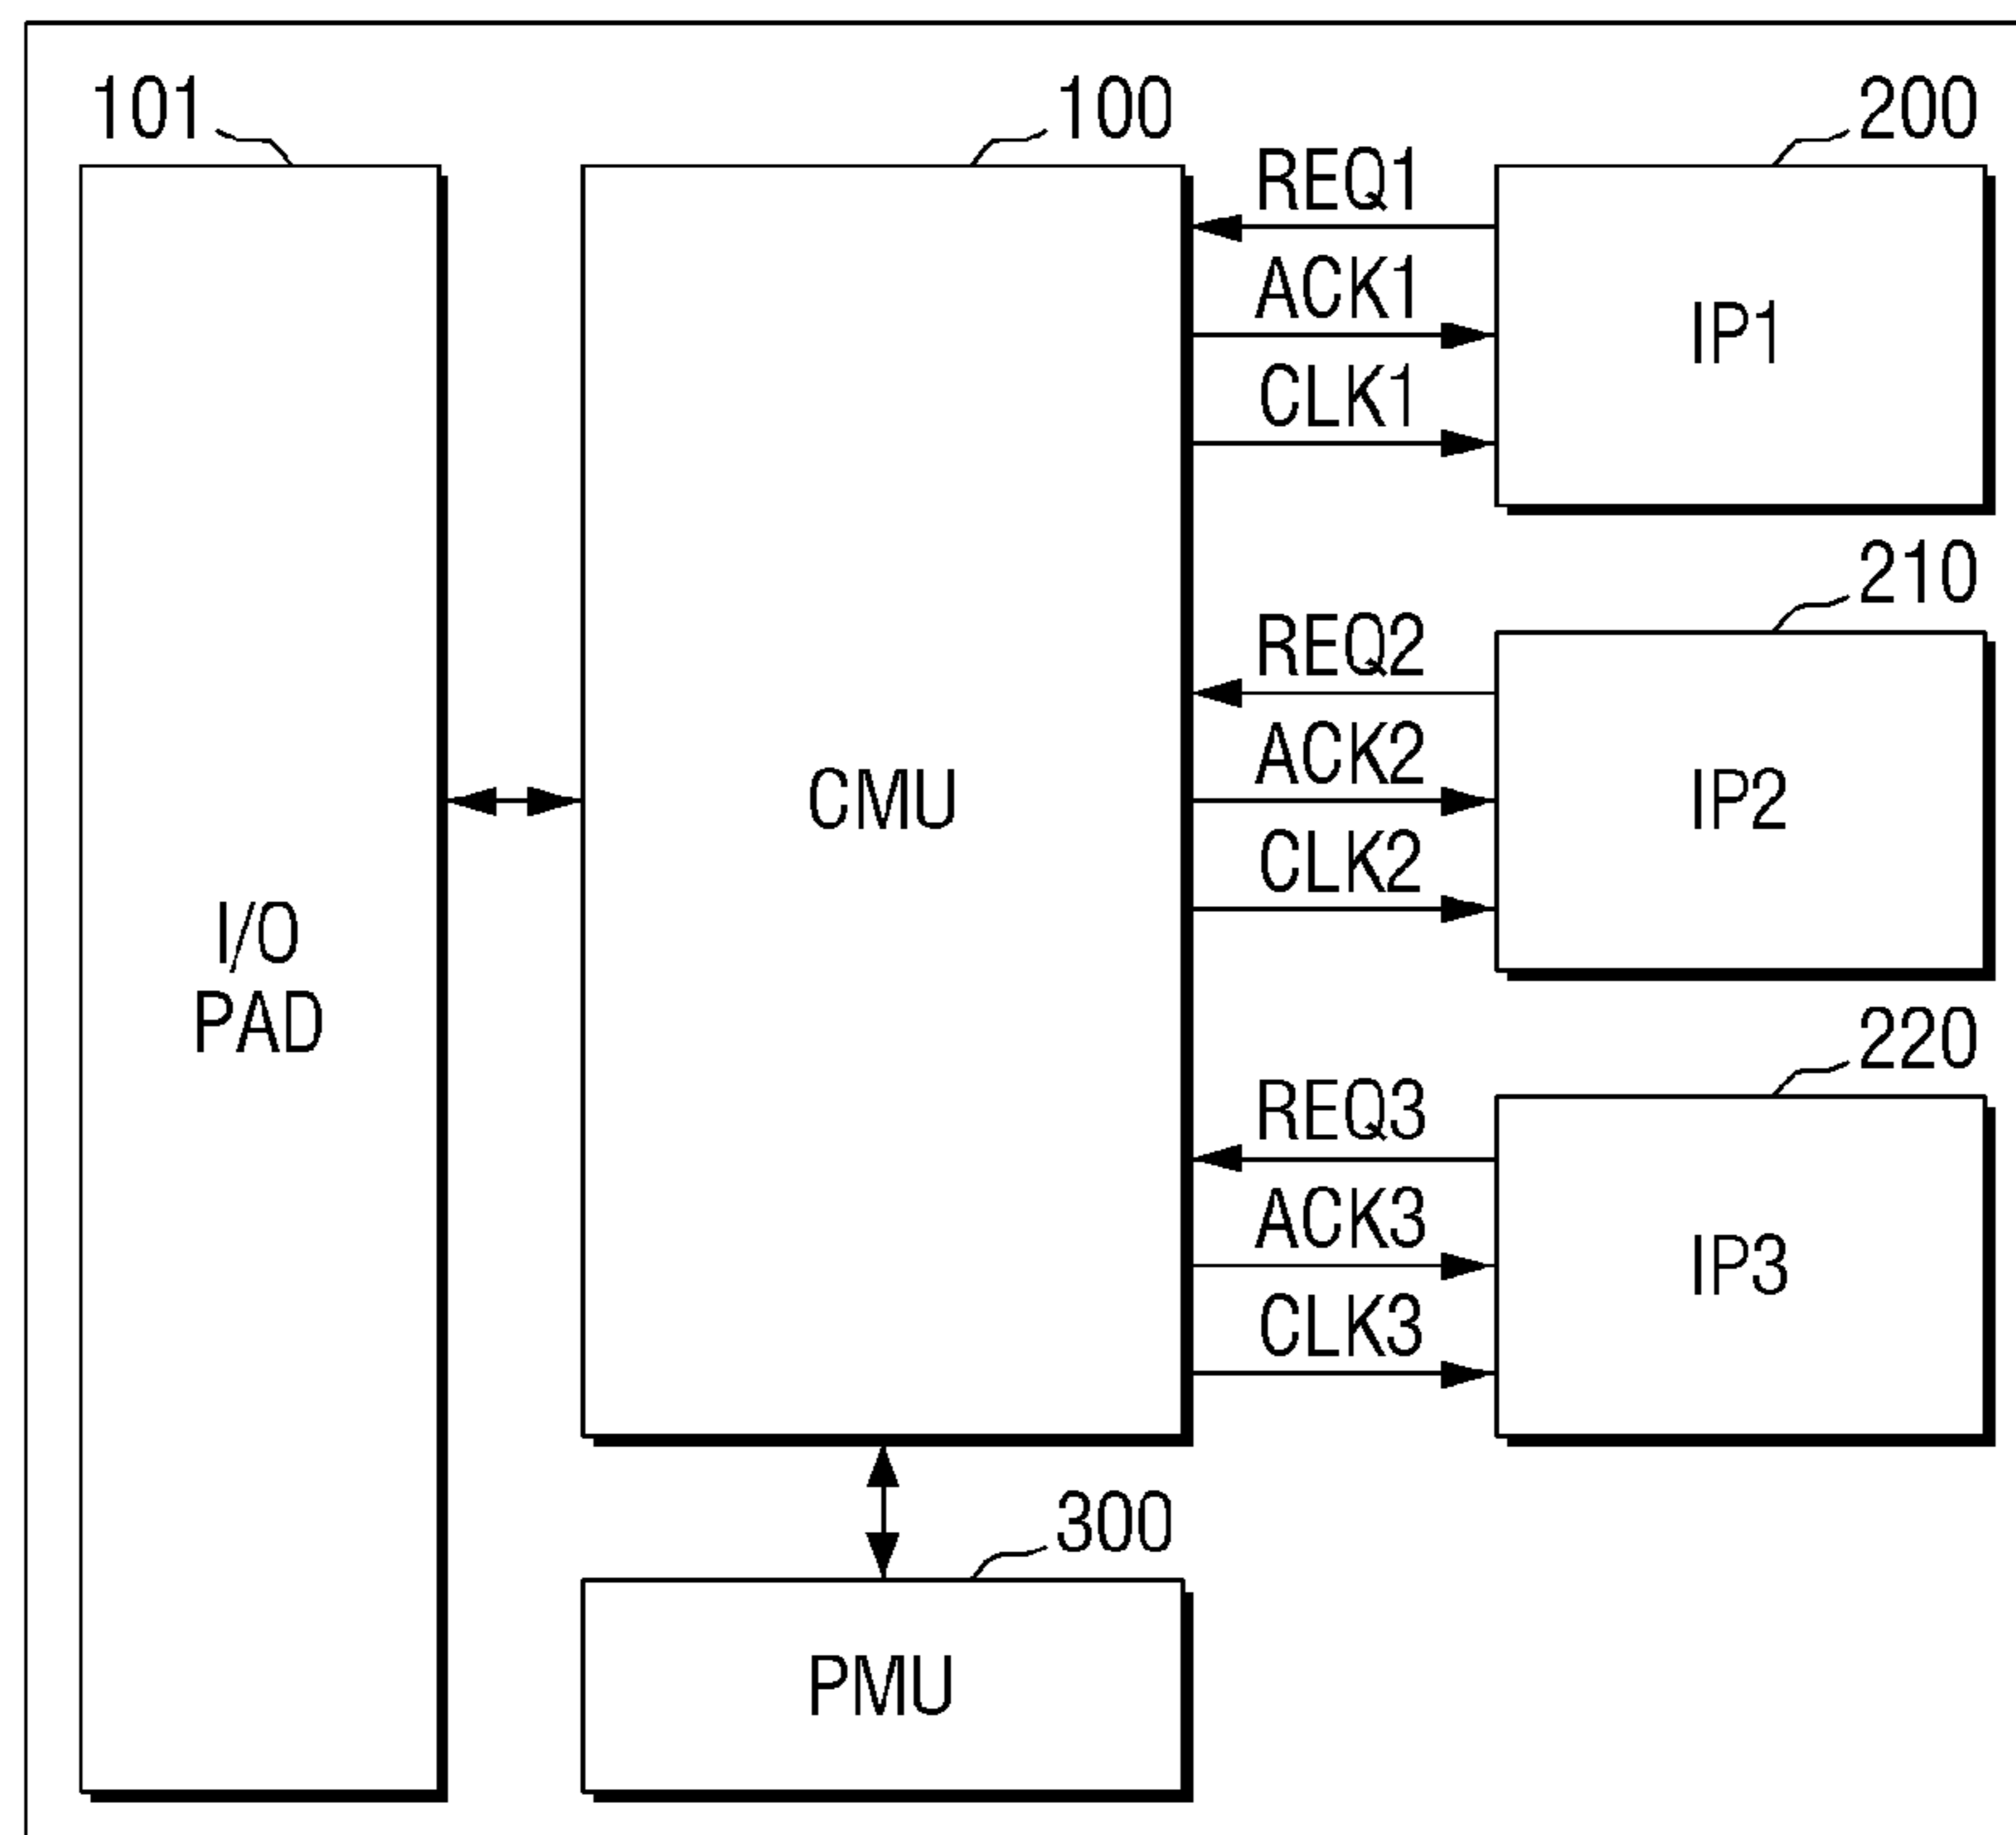 101
100
200
REQ1
ACK1
CLK1
IP1
210
REQ2
ACK2
CLK2
IP2
CMU
I/O
PAD
220
REQ3
ACK3
CLK3
IP3
300
PMU